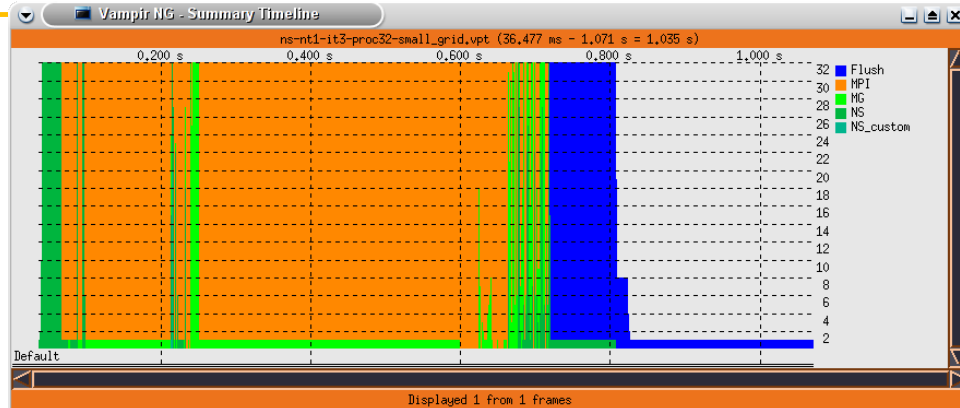 Vampir NG - Summary Timeline
ns-nt1-it3-proc32-small_grid.vpt (36.477 ms - 1.071 s = 1.035 s)
0.200 s 0.400 s 0.600 s 0.800 s 1.000 s
32 Flush
30 MPI
28 MG
26 NS
24 NS_custom
22
20
18
16
14
12
10
8
6
4
2
Default
Displayed 1 from 1 frames